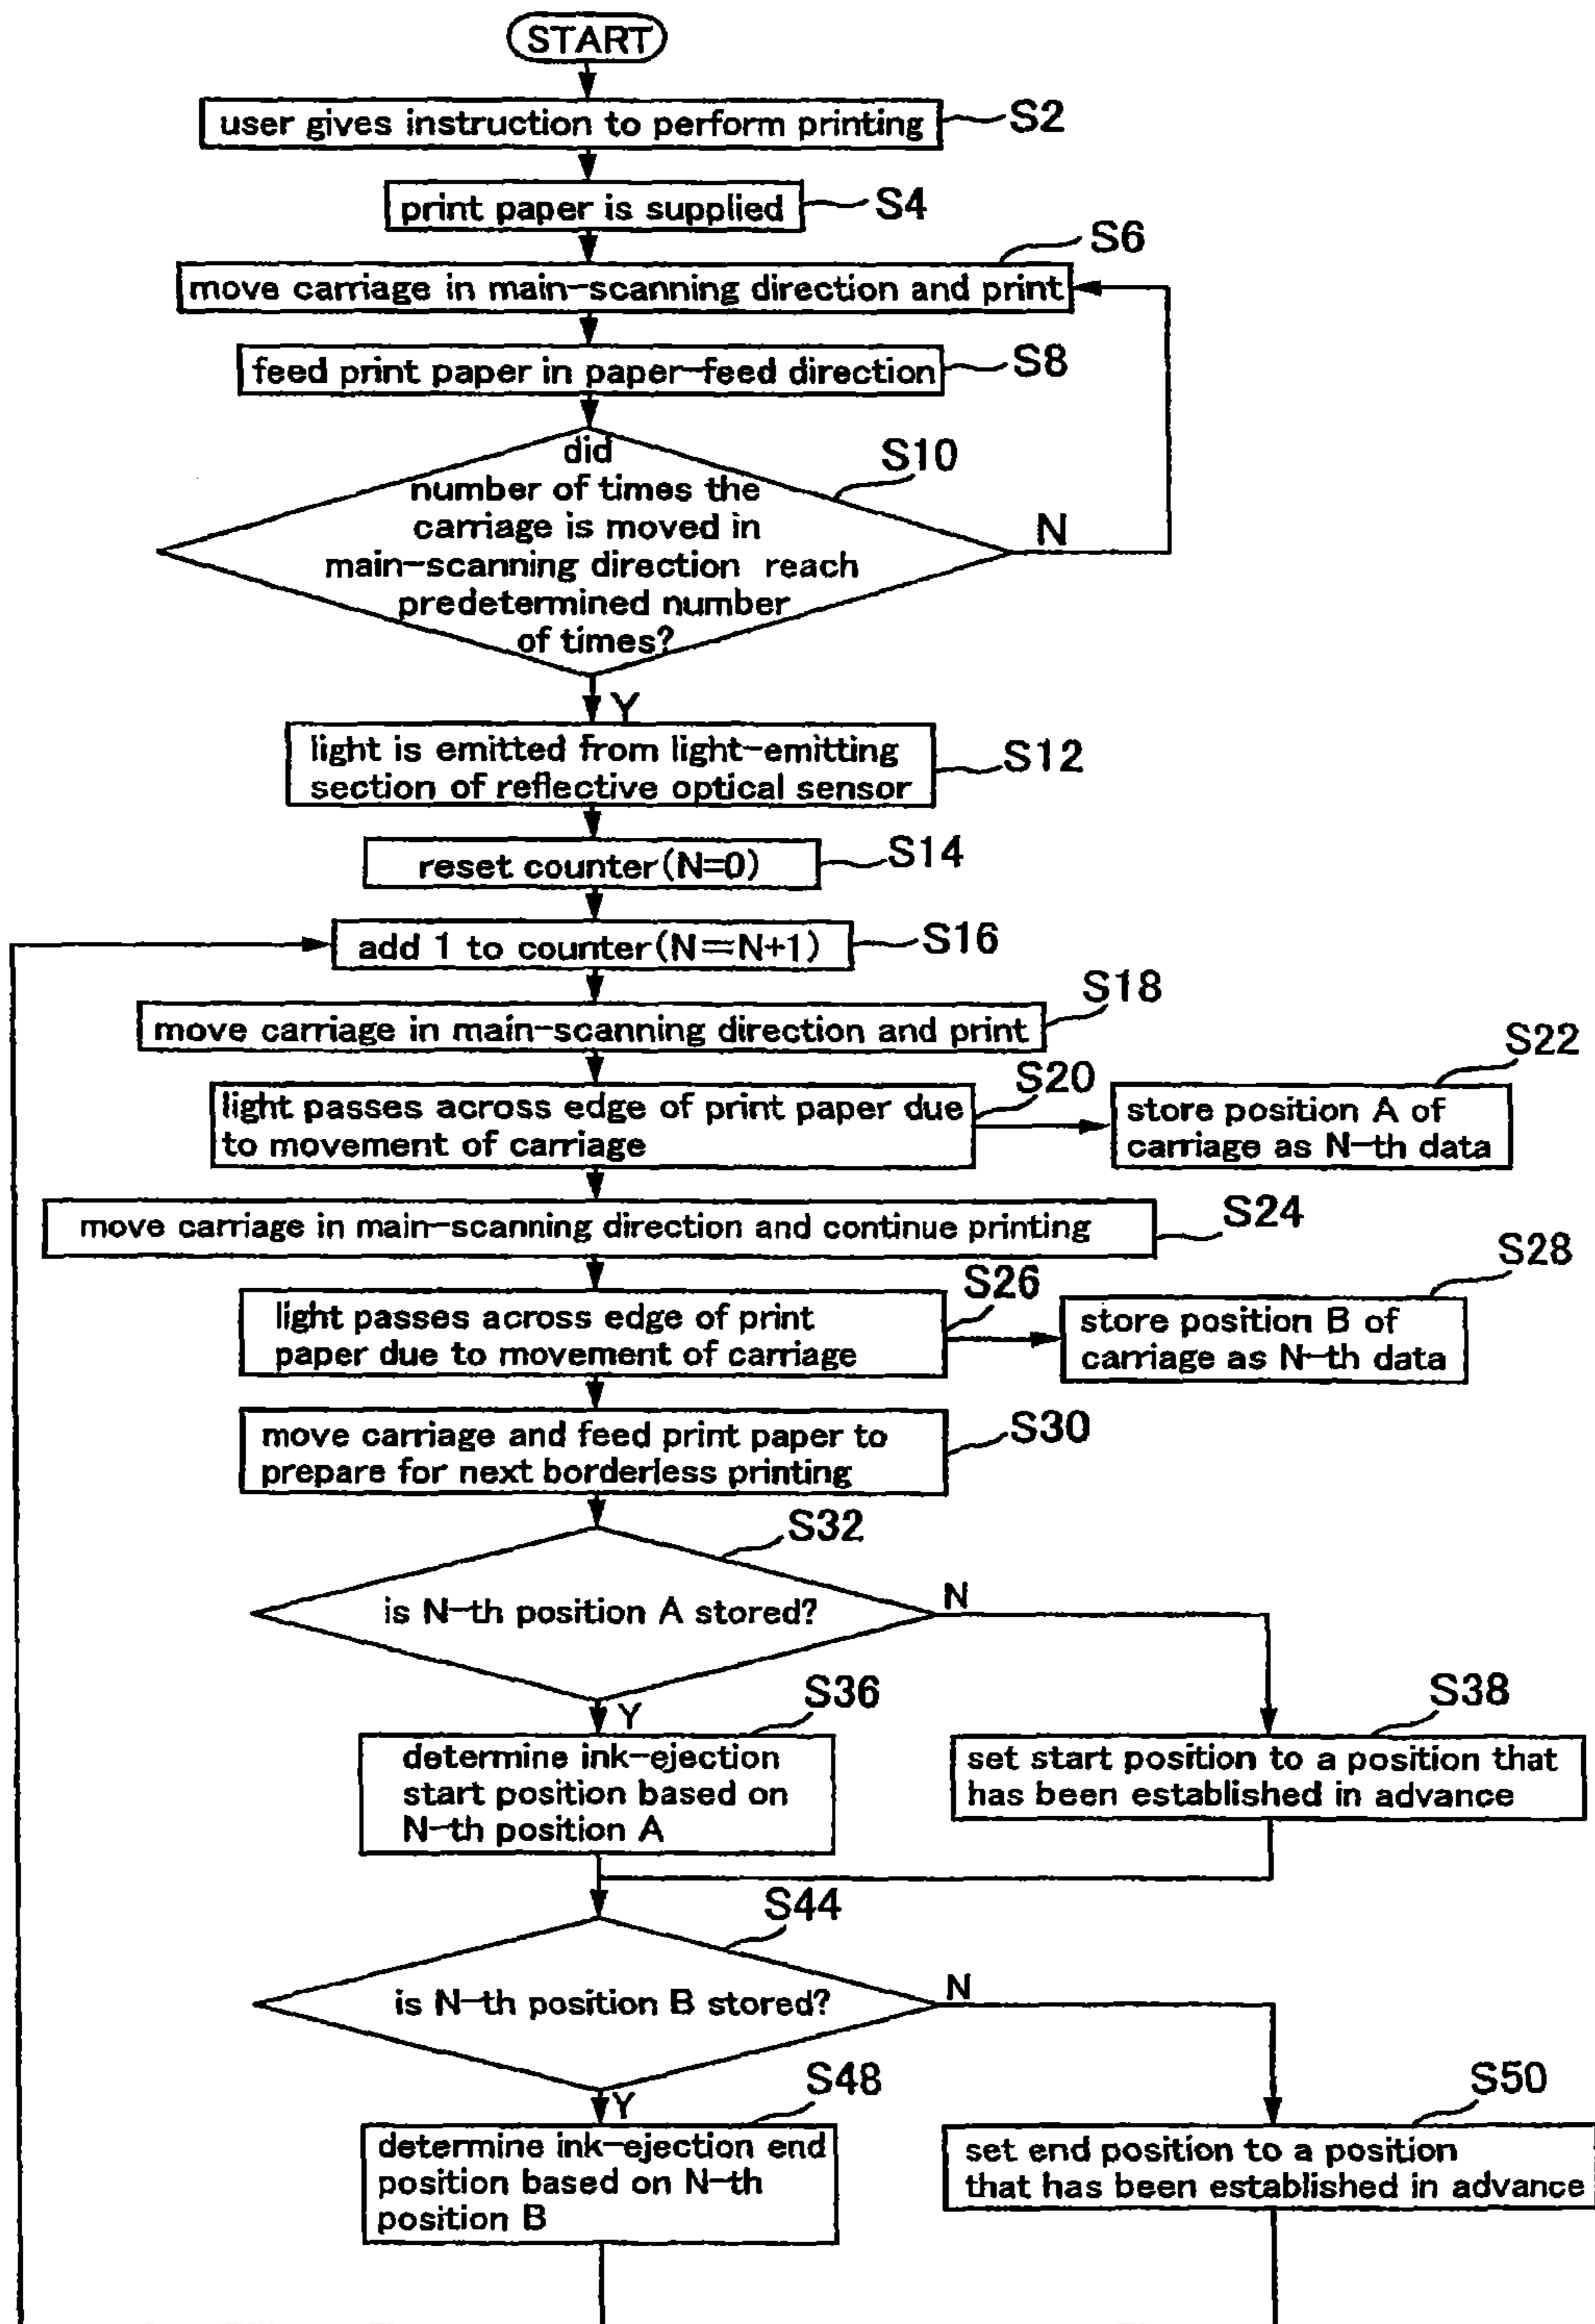 START
user gives instruction to perform printing
S2
print paper is supplied
S4
S6
move carriage in main-scanning direction and print
feed print paper in paper-feed direction
S8
did
number of times the
carriage is moved in
main-scanning direction reach
predetermined number
of times?
S10
N
Y
light is emitted from light-emitting
section of reflective optical sensor
S12
reset counter(N=0)
S14
add 1 to counter(N=N+1)
S16
S18
move carriage in main-scanning direction and print
S20
light passes across edge of print paper due
to movement of carriage
S22
store position A of
carriage as N-th data
move carriage in main-scanning direction and continue printing
S24
S26
light passes across edge of print
paper due to movement of carriage
S28
store position B of
carriage as N-th data
move carriage and feed print paper to
prepare for next borderless printing
S30
S32
is N-th position A stored?
N
Y
S36
determine ink-ejection
start position based on
N-th position A
S38
set start position to a position that
has been established in advance
S44
is N-th position B stored?
N
Y
S48
determine ink-ejection end
position based on N-th
position B
S50
set end position to a position
that has been established in advance